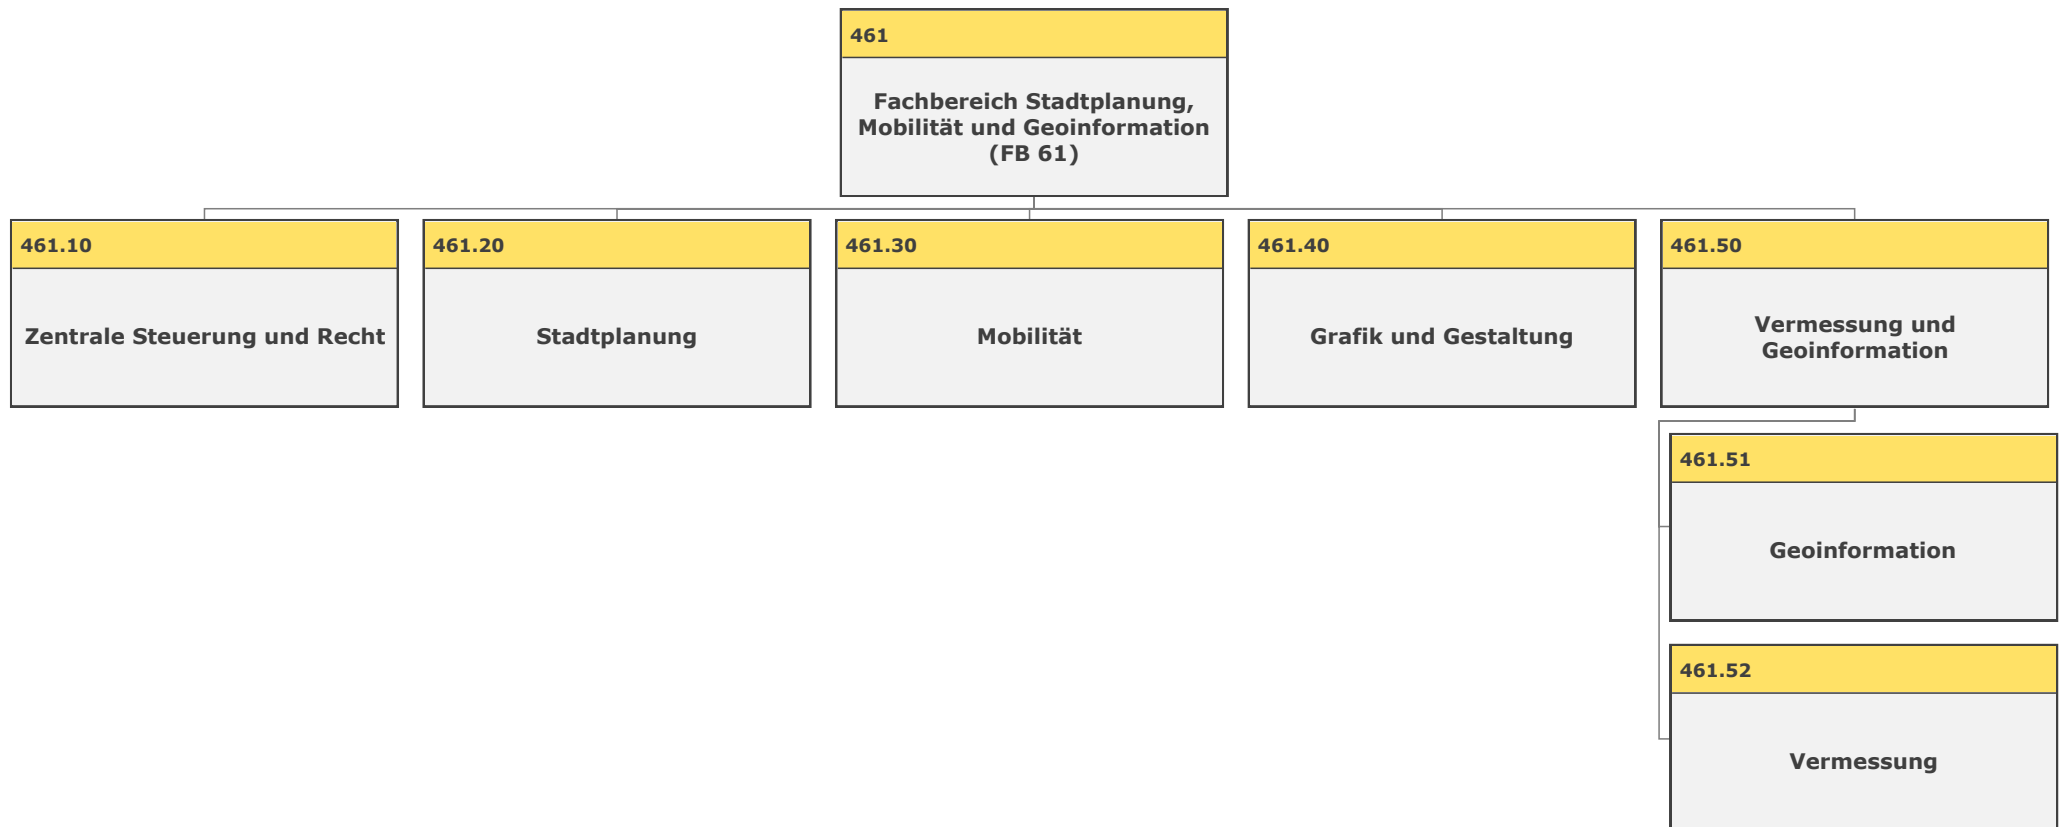 461
Fachbereich Stadtplanung,
Mobilität und Geoinformation
(FB 61)
461.10
Zentrale Steuerung und Recht
461.20
Stadtplanung
461.30
Mobilität
461.40
Grafik und Gestaltung
461.50
Vermessung und
Geoinformation
461.51
Geoinformation
461.52
Vermessung